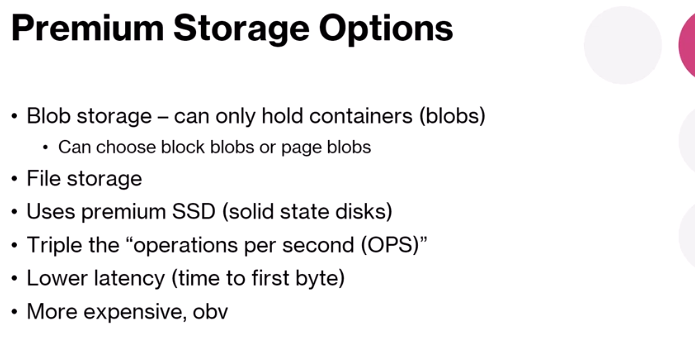 Premium Storage Options
• Blob storage – can only hold containers (blobs)
• Can choose block blobs or page blobs
• File storage
• Uses premium SSD (solid state disks)
• Triple the “operations per second (OPS)”
• Lower latency (time to first byte)
• More expensive, obv